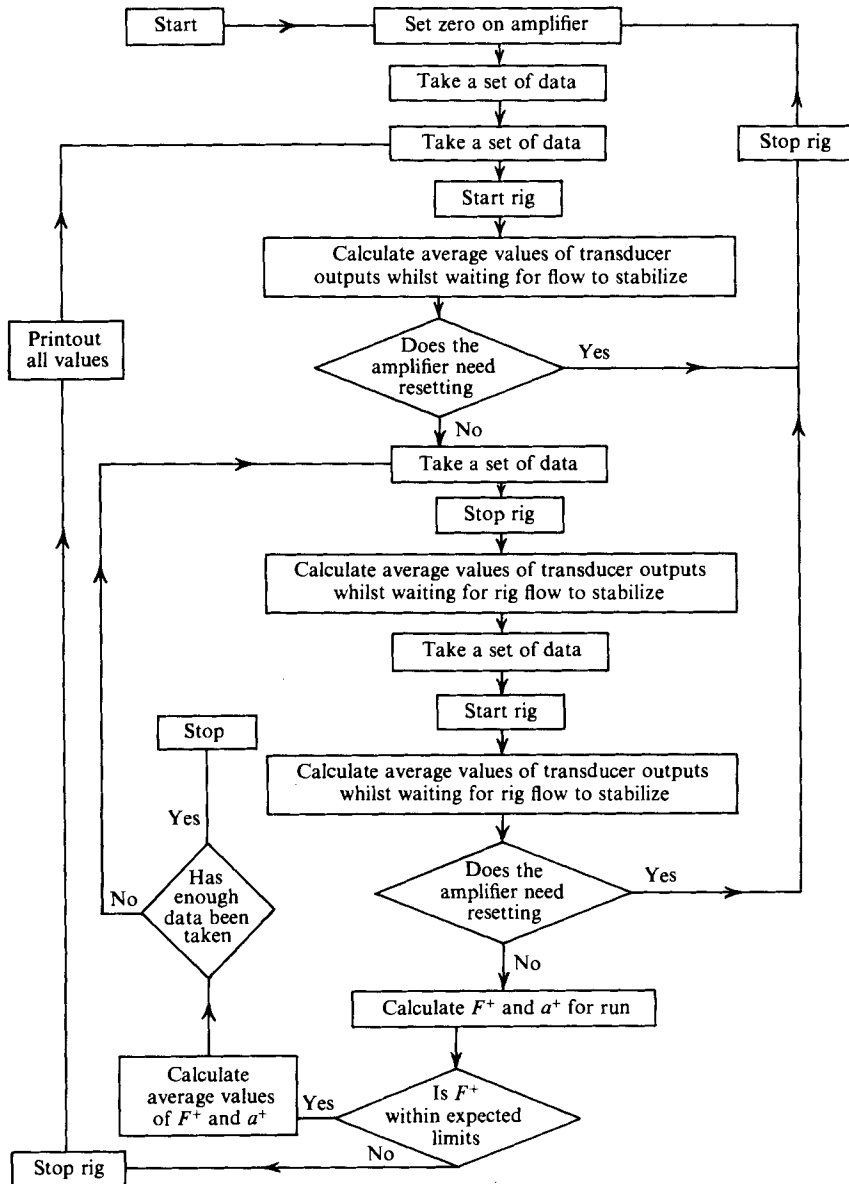 Start
Set zero on amplifier
Take a set of data
Take a set of data
Stop rig
Start rig
Calculate average values of transducer
outputs whilst waiting for flow to stabilize
Printout
all values
Does the
amplifier need
resetting
Yes
No
Take a set of data
Stop rig
Calculate average values of transducer outputs
whilst waiting for rig flow to stabilize
Take a set of data
Start rig
Stop
Calculate average values of transducer outputs
whilst waiting for rig flow to stabilize
Yes
Has
enough
data been
taken
No
Does the
amplifier need
resetting
Yes
No
Calculate F⁺ and a⁺ for run
Calculate
average values
of F⁺ and a⁺
Yes
Is F⁺
within expected
limits
No
Stop rig